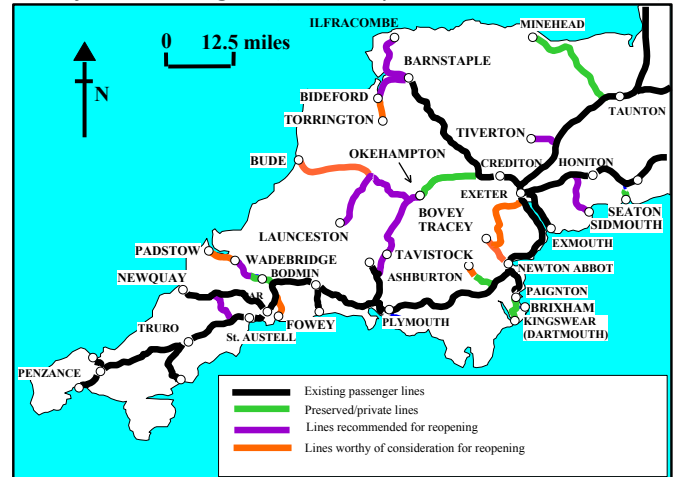 ILFRACOMBE
MINEHEAD
0 12.5 miles
BARNSTAPLE
N
BIDEFORD
TAUNTON
TORRINGTON
TIVERTON
BUDE
OKEHAMPTON
CREDITON
HONITON
EXETER
BOVEY
TRACEY
SEATON
SIDMOUTH
LAUNCESTON
EXMOUTH
PADSTOW
WADEBRIDGE
TAVISTOCK
NEWTON ABBOT
BODMIN
ASHBURTON
NEWQUAY
PAIGNTON
AR
BRIXHAM
TRURO
FOWEY
PLYMOUTH
KINGSWEAR
(DARTMOUTH)
St. AUSTELL
PENZANCE
Existing passenger lines
Preserved/private lines
Lines recommended for reopening
Lines worthy of consideration for reopening